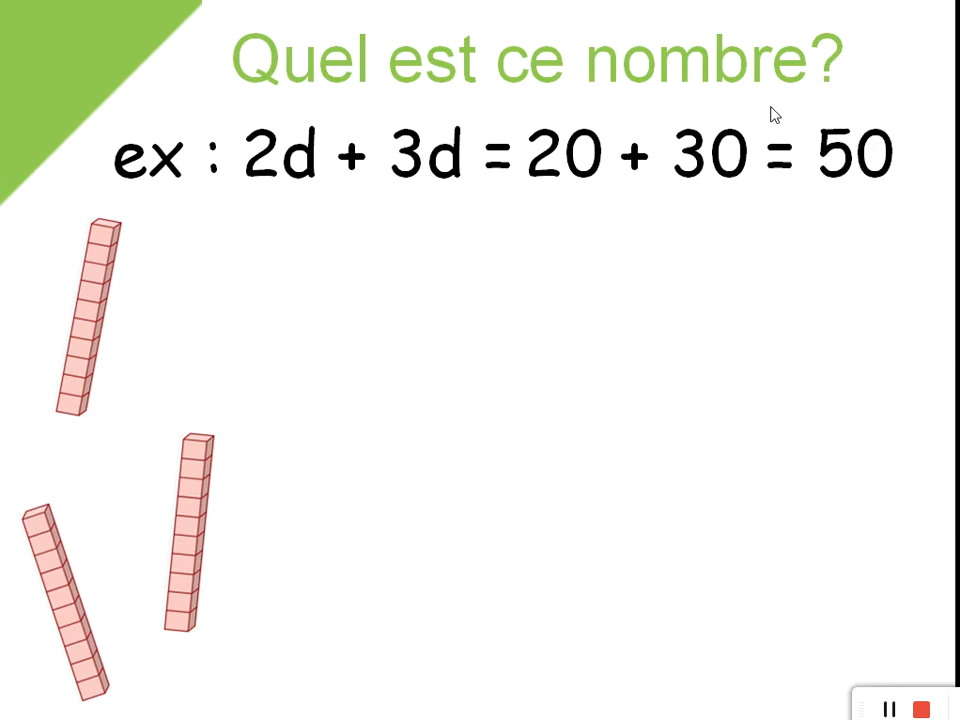 Quel est ce nombre?
ex : 2d + 3d = 20 + 30 = 50